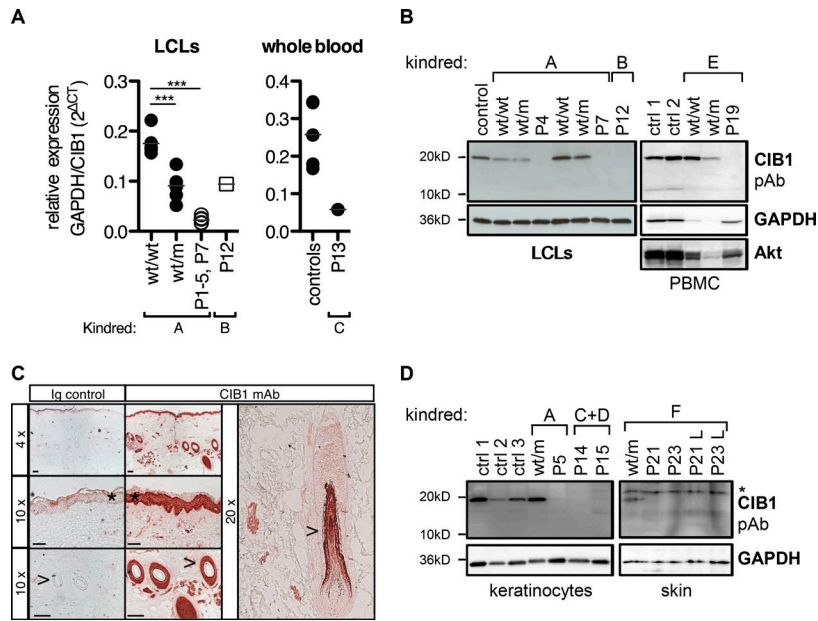 A
LCLs
whole blood
relative expression
GAPDH/CIB1 (2^ΔCT)
0.3
0.2
0.1
0.0
***
***
0.4
0.3
0.2
0.1
0.0
wt/wt
wt/m
P1-5, P7
P12
controls
P13
Kindred:
A
B
C
B
kindred:
A
B
E
control
wt/wt
wt/m
P4
wt/wt
wt/m
P7
P12
ctrl 1
ctrl 2
wt/wt
wt/m
P19
20kD
10kD
36kD
CIB1
pAb
GAPDH
Akt
LCLs
PBMC
C
Ig control
CIB1 mAb
4 x
10 x
10 x
20 x
*
*
>
>
>
D
kindred:
A
C+D
F
ctrl 1
ctrl 2
ctrl 3
wt/m
P5
P14
P15
wt/m
P21
P23
P21 L
P23 L
20kD
10kD
36kD
*
CIB1
pAb
GAPDH
keratinocytes
skin